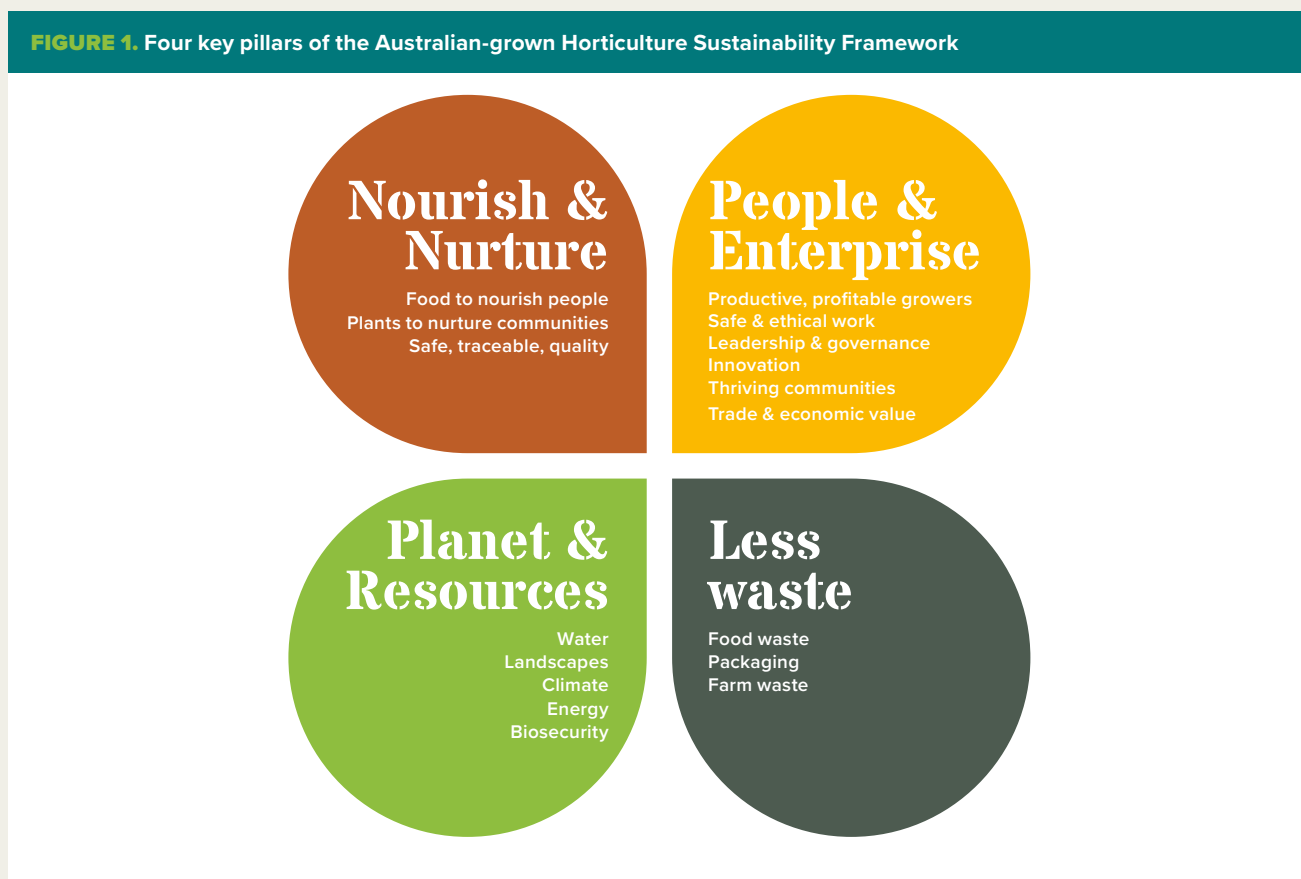 FIGURE 1. Four key pillars of the Australian-grown Horticulture Sustainability Framework
Nourish &
Nurture
Food to nourish people
Plants to nurture communities
Safe, traceable, quality
People &
Enterprise
Productive, profitable growers
Safe & ethical work
Leadership & governance
Innovation
Thriving communities
Trade & economic value
Planet &
Resources
Water
Landscapes
Climate
Energy
Biosecurity
Less
waste
Food waste
Packaging
Farm waste